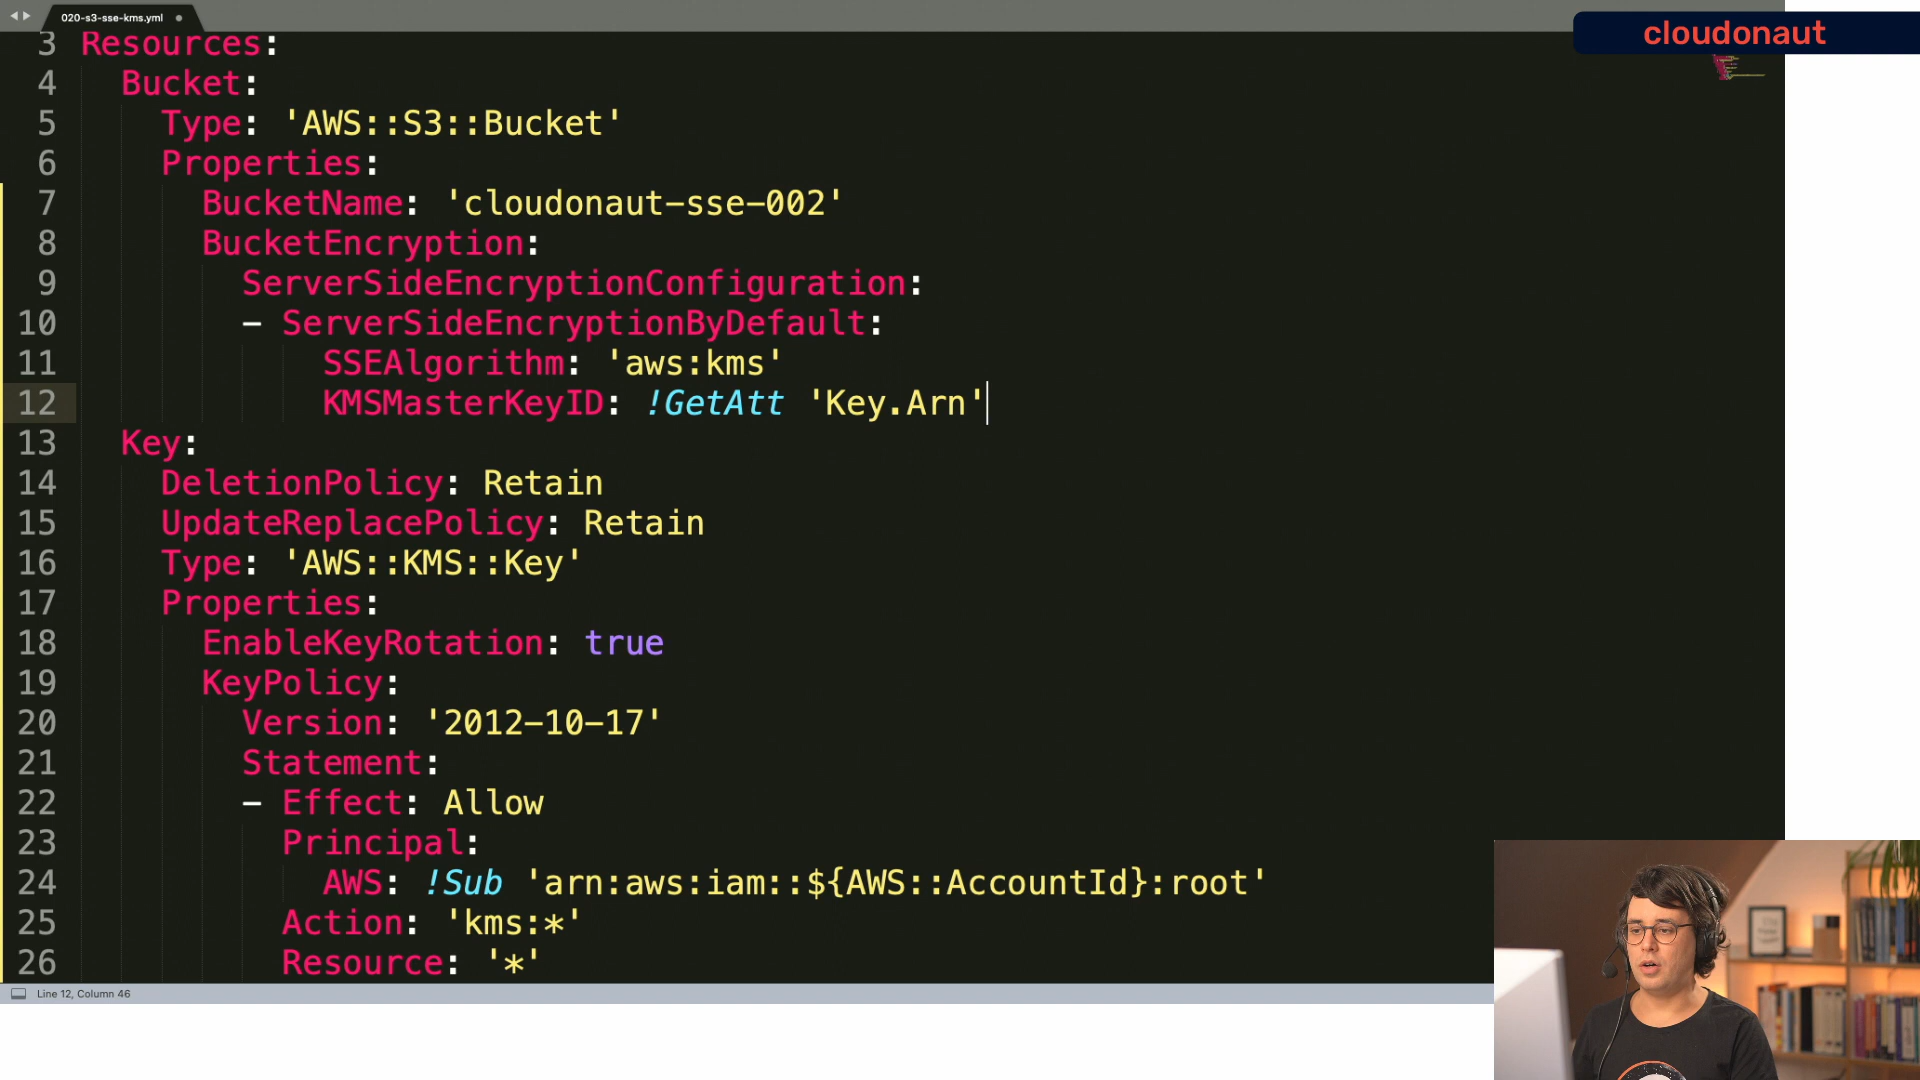 020-s3-sse-kms.yml
cloudonaut
3 Resources:
4 Bucket:
5 Type: 'AWS::S3::Bucket'
6 Properties:
7 BucketName: 'cloudonaut-sse-002'
8 BucketEncryption:
9 ServerSideEncryptionConfiguration:
10 - ServerSideEncryptionByDefault:
11 SSEAlgorithm: 'aws:kms'
12 KMSMasterKeyID: !GetAtt 'Key.Arn'
13 Key:
14 DeletionPolicy: Retain
15 UpdateReplacePolicy: Retain
16 Type: 'AWS::KMS::Key'
17 Properties:
18 EnableKeyRotation: true
19 KeyPolicy:
20 Version: '2012-10-17'
21 Statement:
22 - Effect: Allow
23 Principal:
24 AWS: !Sub 'arn:aws:iam::${AWS::AccountId}:root'
25 Action: 'kms:*'
26 Resource: '*'
Line 12, Column 46